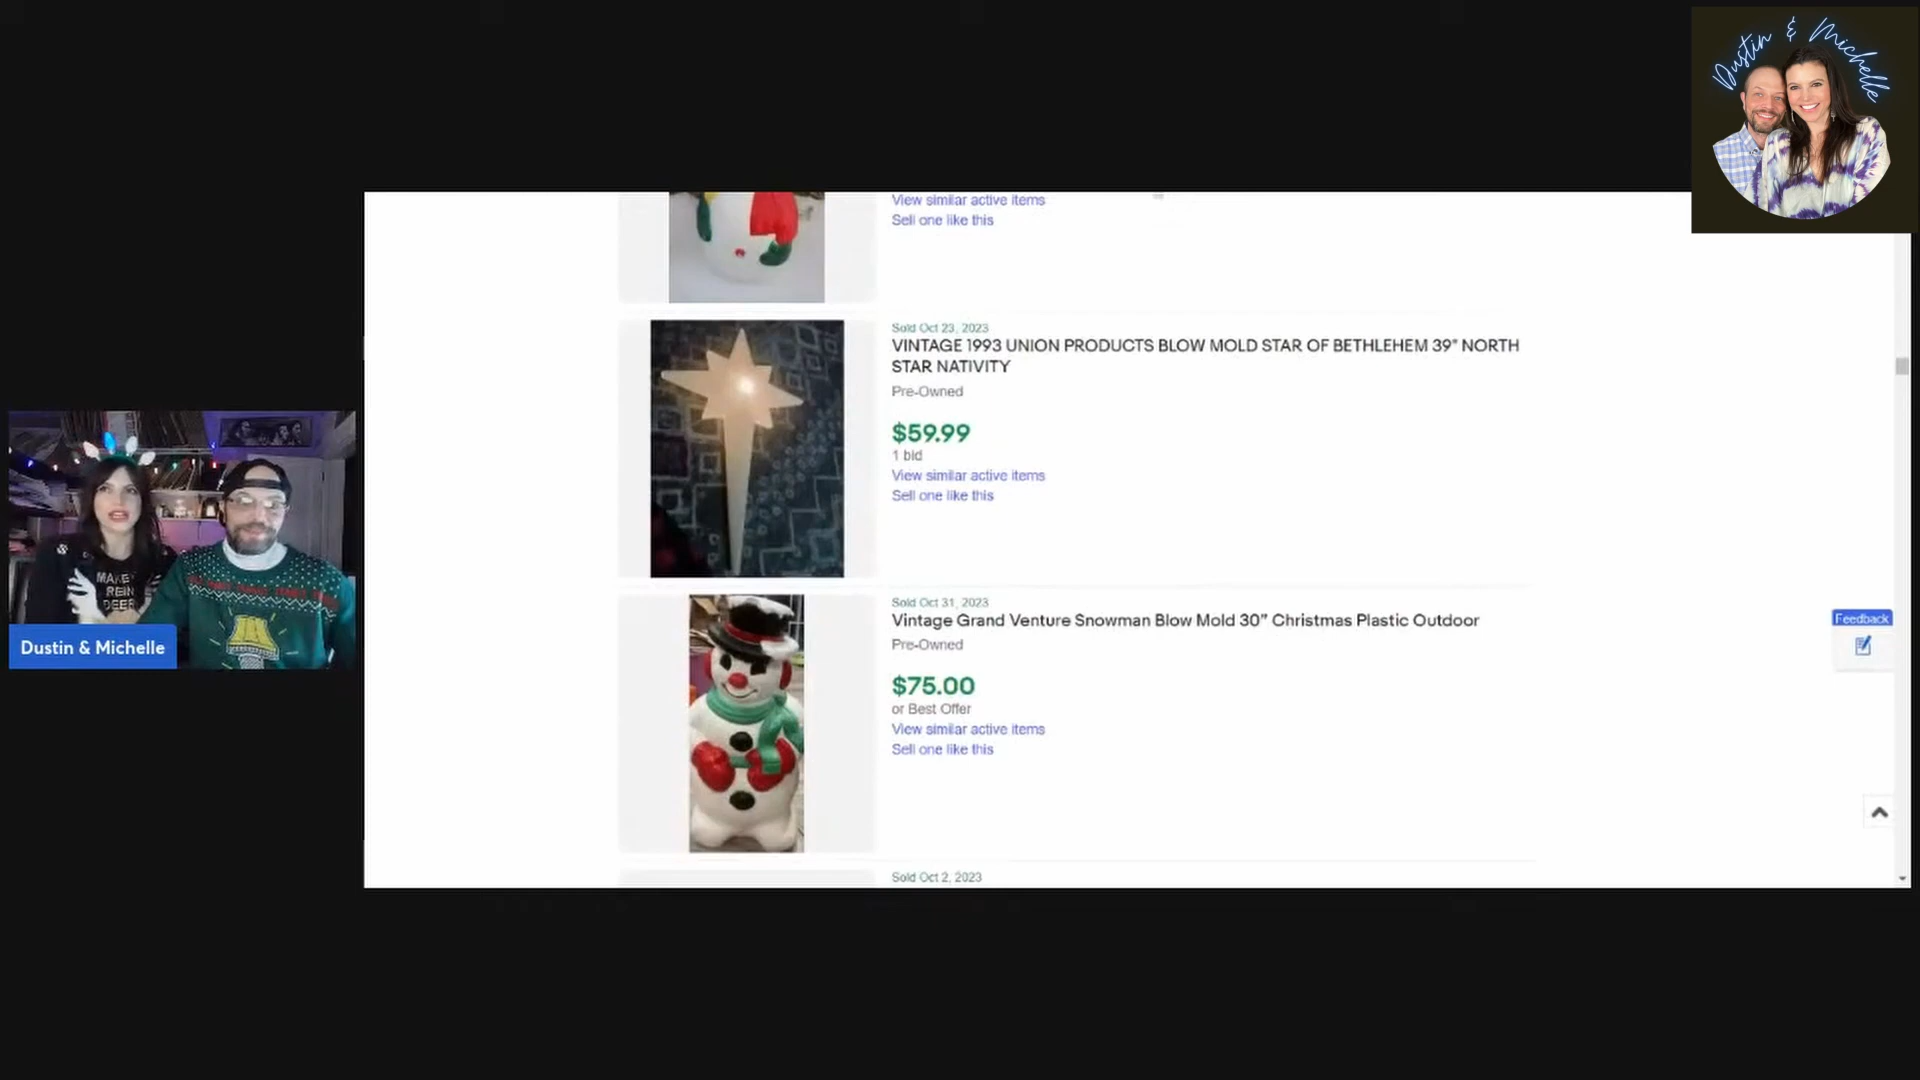 Dustin & Michelle
View similar active items
Sell one like this
Sold Oct 23, 2023
VINTAGE 1993 UNION PRODUCTS BLOW MOLD STAR OF BETHLEHEM 39" NORTH
STAR NATIVITY
Pre-Owned
$59.99
1 bid
View similar active items
Sell one like this
Sold Oct 31, 2023
Vintage Grand Venture Snowman Blow Mold 30” Christmas Plastic Outdoor
Pre-Owned
$75.00
or Best Offer
View similar active items
Sell one like this
Sold Oct 2, 2023
Feedback
MAKE
REIN
DEER
Dustin & Michelle